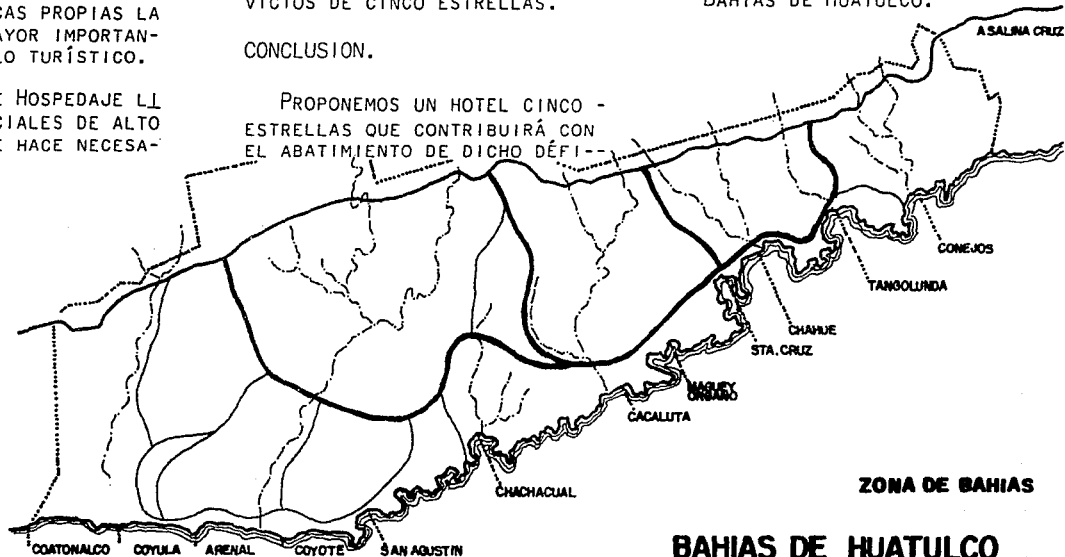 CAS PROPIAS LA
AYOR IMPORTAN-
LO TURÍSTICO.
E HOSPEDAJE LI
CIALES DE ALTO
E HACE NECESA-
VICIOS DE CINCO ESTRELLAS.
CONCLUSION.
PROPONEMOS UN HOTEL CINCO -
ESTRELLAS QUE CONTRIBUIRÁ CON
EL ABATIMIENTO DE DICHO DÉFI--
BAHIAS DE HUATULCO.
A SALINA CRUZ
CONEJOS
TANGOLUNDA
CHAHUE
STA. CRUZ
MAGUEY
ORGANO
CACALUTA
CHACHACUAL
SAN AGUSTIN
COYOTE
ARENAL
COYULA
COATONALCO
ZONA DE BAHIAS
BAHIAS DE HUATULCO